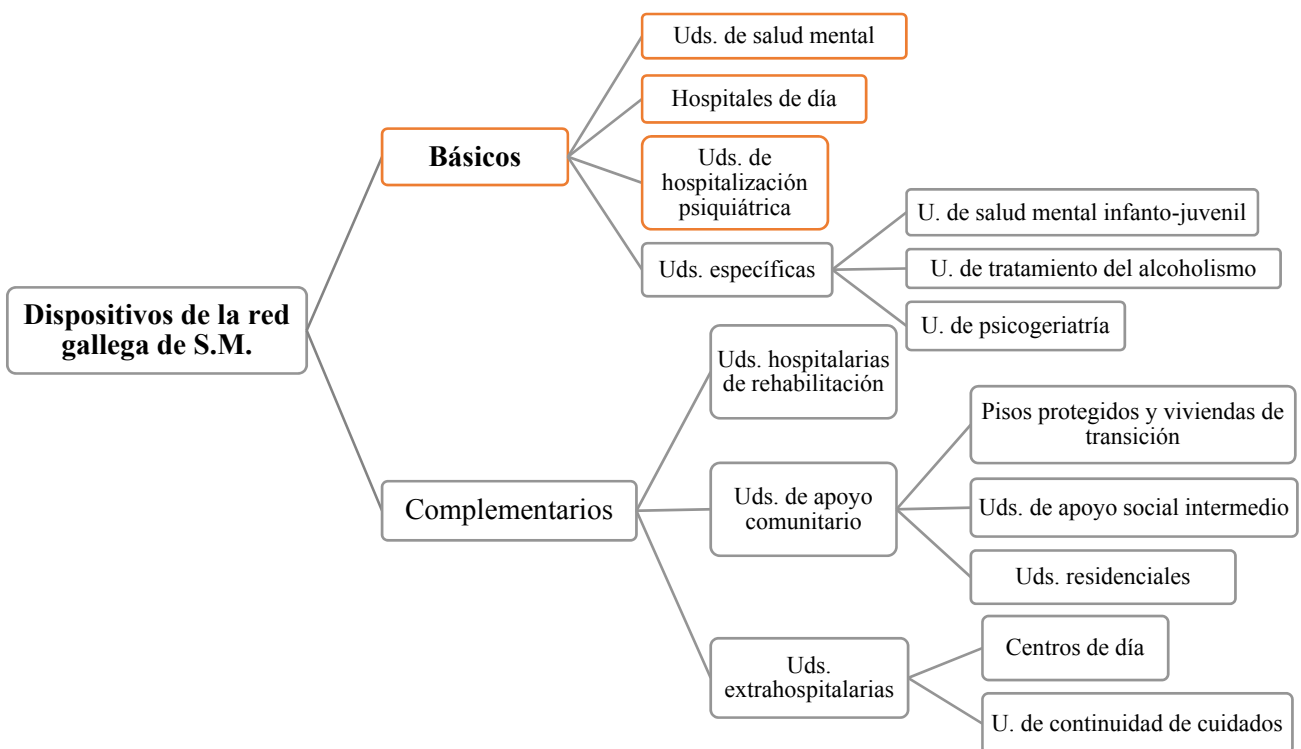 Dispositivos de la red
gallega de S.M.
Básicos
Uds. de salud mental
Hospitales de día
Uds. de
hospitalización
psiquiátrica
Uds. específicas
U. de salud mental infanto-juvenil
U. de tratamiento del alcoholismo
U. de psicogeriatría
Complementarios
Uds. hospitalarias
de rehabilitación
Uds. de apoyo
comunitario
Pisos protegidos y viviendas de
transición
Uds. de apoyo social intermedio
Uds. residenciales
Uds.
extrahospitalarias
Centros de día
U. de continuidad de cuidados